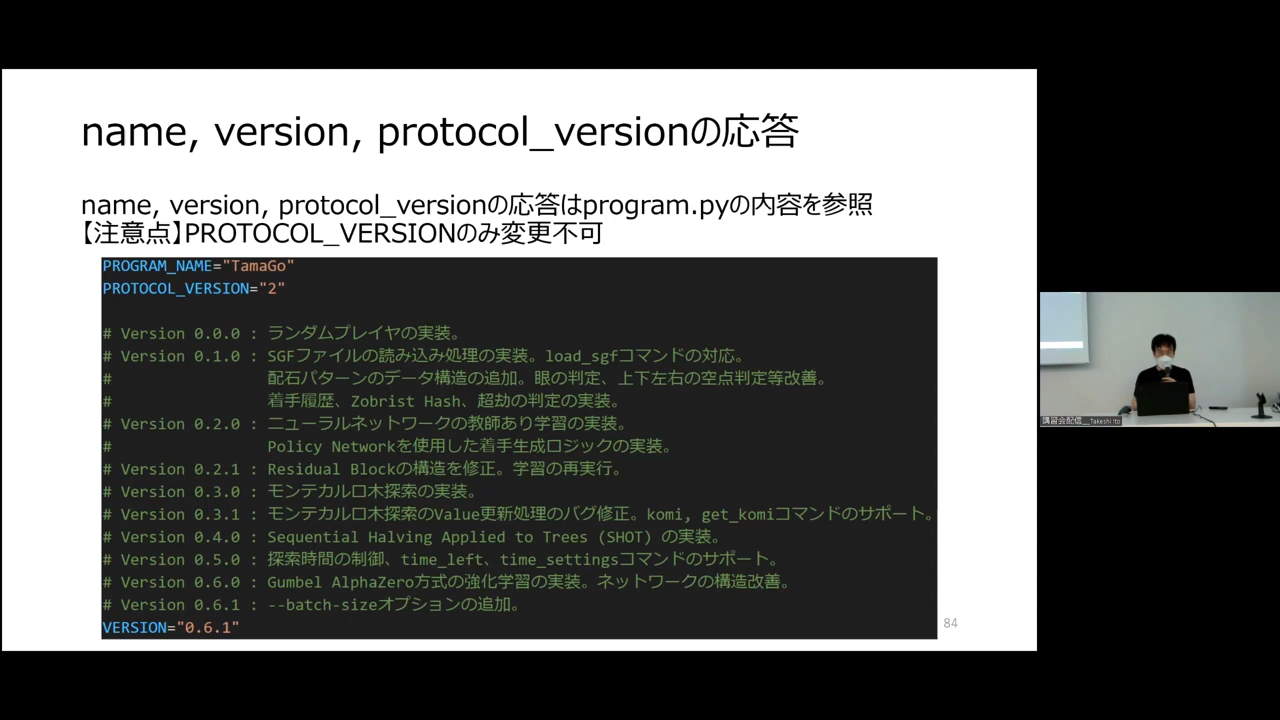 name, version, protocol_versionの応答
name, version, protocol_versionの応答はprogram.pyの内容を参照
【注意点】PROTOCOL_VERSIONのみ変更不可
PROGRAM_NAME="TamaGo"
PROTOCOL_VERSION="2"
# Version 0.0.0 : ランダムプレイヤの実装。
# Version 0.1.0 : SGFファイルの読み込み処理の実装。load_sgfコマンドの対応。
# 配石パターンのデータ構造の追加。眼の判定、上下左右の空点判定等改善。
# 着手履歴、Zobrist Hash、超劫の判定の実装。
# Version 0.2.0 : ニューラルネットワークの教師あり学習の実装。
# Policy Networkを使用した着手生成ロジックの実装。
# Version 0.2.1 : Residual Blockの構造を修正。学習の再実行。
# Version 0.3.0 : モンテカルロ木探索の実装。
# Version 0.3.1 : モンテカルロ木探索のValue更新処理のバグ修正。komi, get_komiコマンドのサポート。
# Version 0.4.0 : Sequential Halving Applied to Trees (SHOT) の実装。
# Version 0.5.0 : 探索時間の制御、time_left、time_settingsコマンドのサポート。
# Version 0.6.0 : Gumbel AlphaZero方式の強化学習の実装。ネットワークの構造改善。
# Version 0.6.1 : --batch-sizeオプションの追加。
VERSION="0.6.1"
84
講習会配信__Takeshi Ito